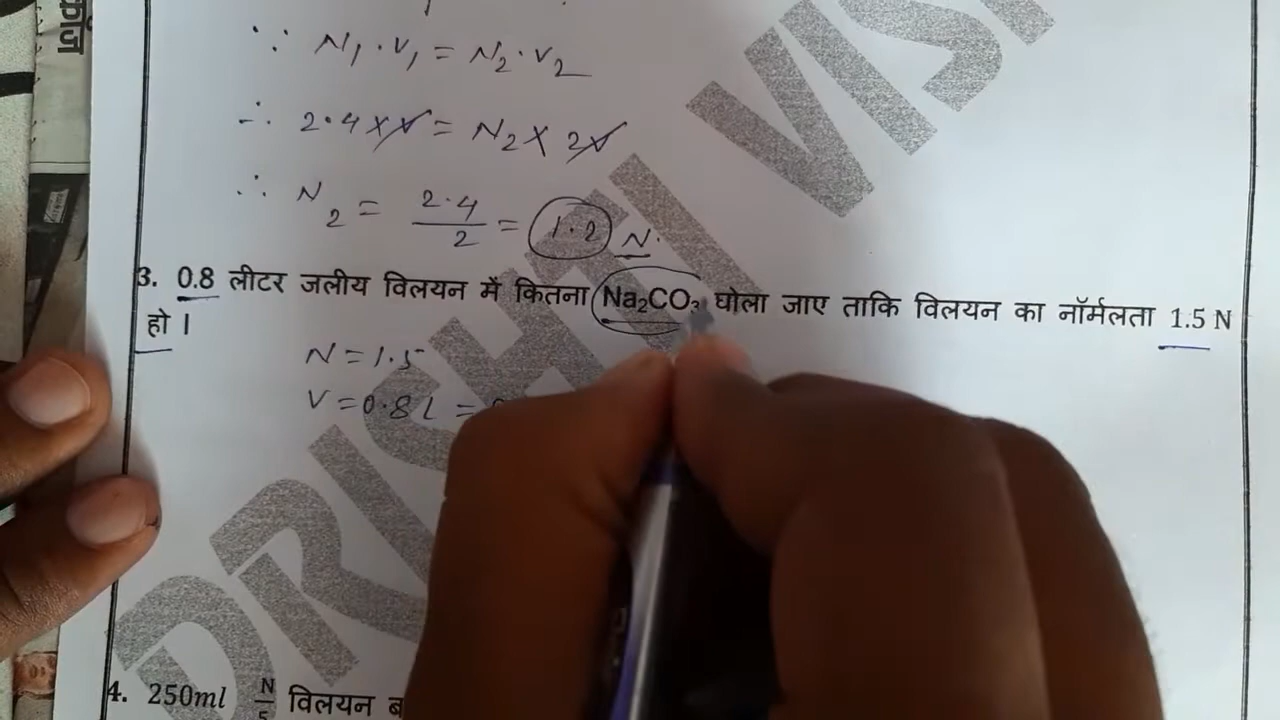 ∵ N₁·V₁ = N₂·V₂
∴ 2·4×V = N₂ × 2V
∴ N₂ = 2·4/2 = 1·2 N·
3. 0.8 लीटर जलीय विलयन में कितना Na₂CO₃ घोला जाए ताकि विलयन का नॉर्मलता 1.5 N
हो ।
N = 1·5
V = 0·8 L =
4. 250ml N/5 विलयन
DRISHTI